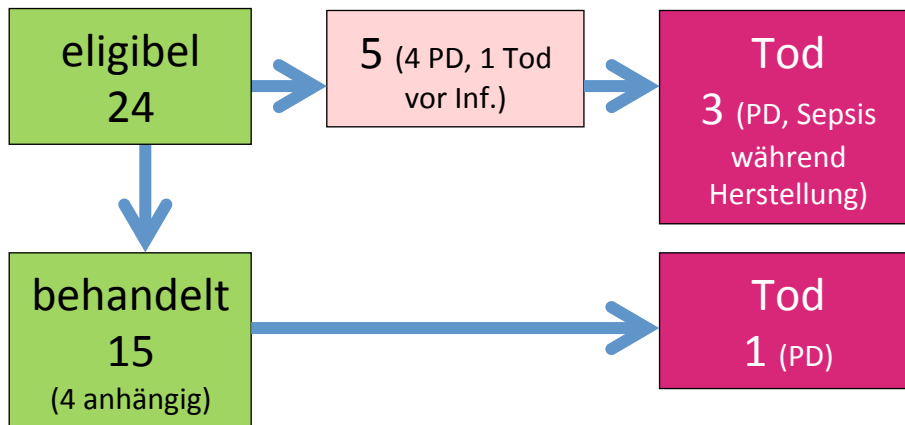 eligibel
24
5 (4 PD, 1 Tod
vor Inf.)
Tod
3 (PD, Sepsis
während
Herstellung)
behandelt
15
(4 anhängig)
Tod
1 (PD)